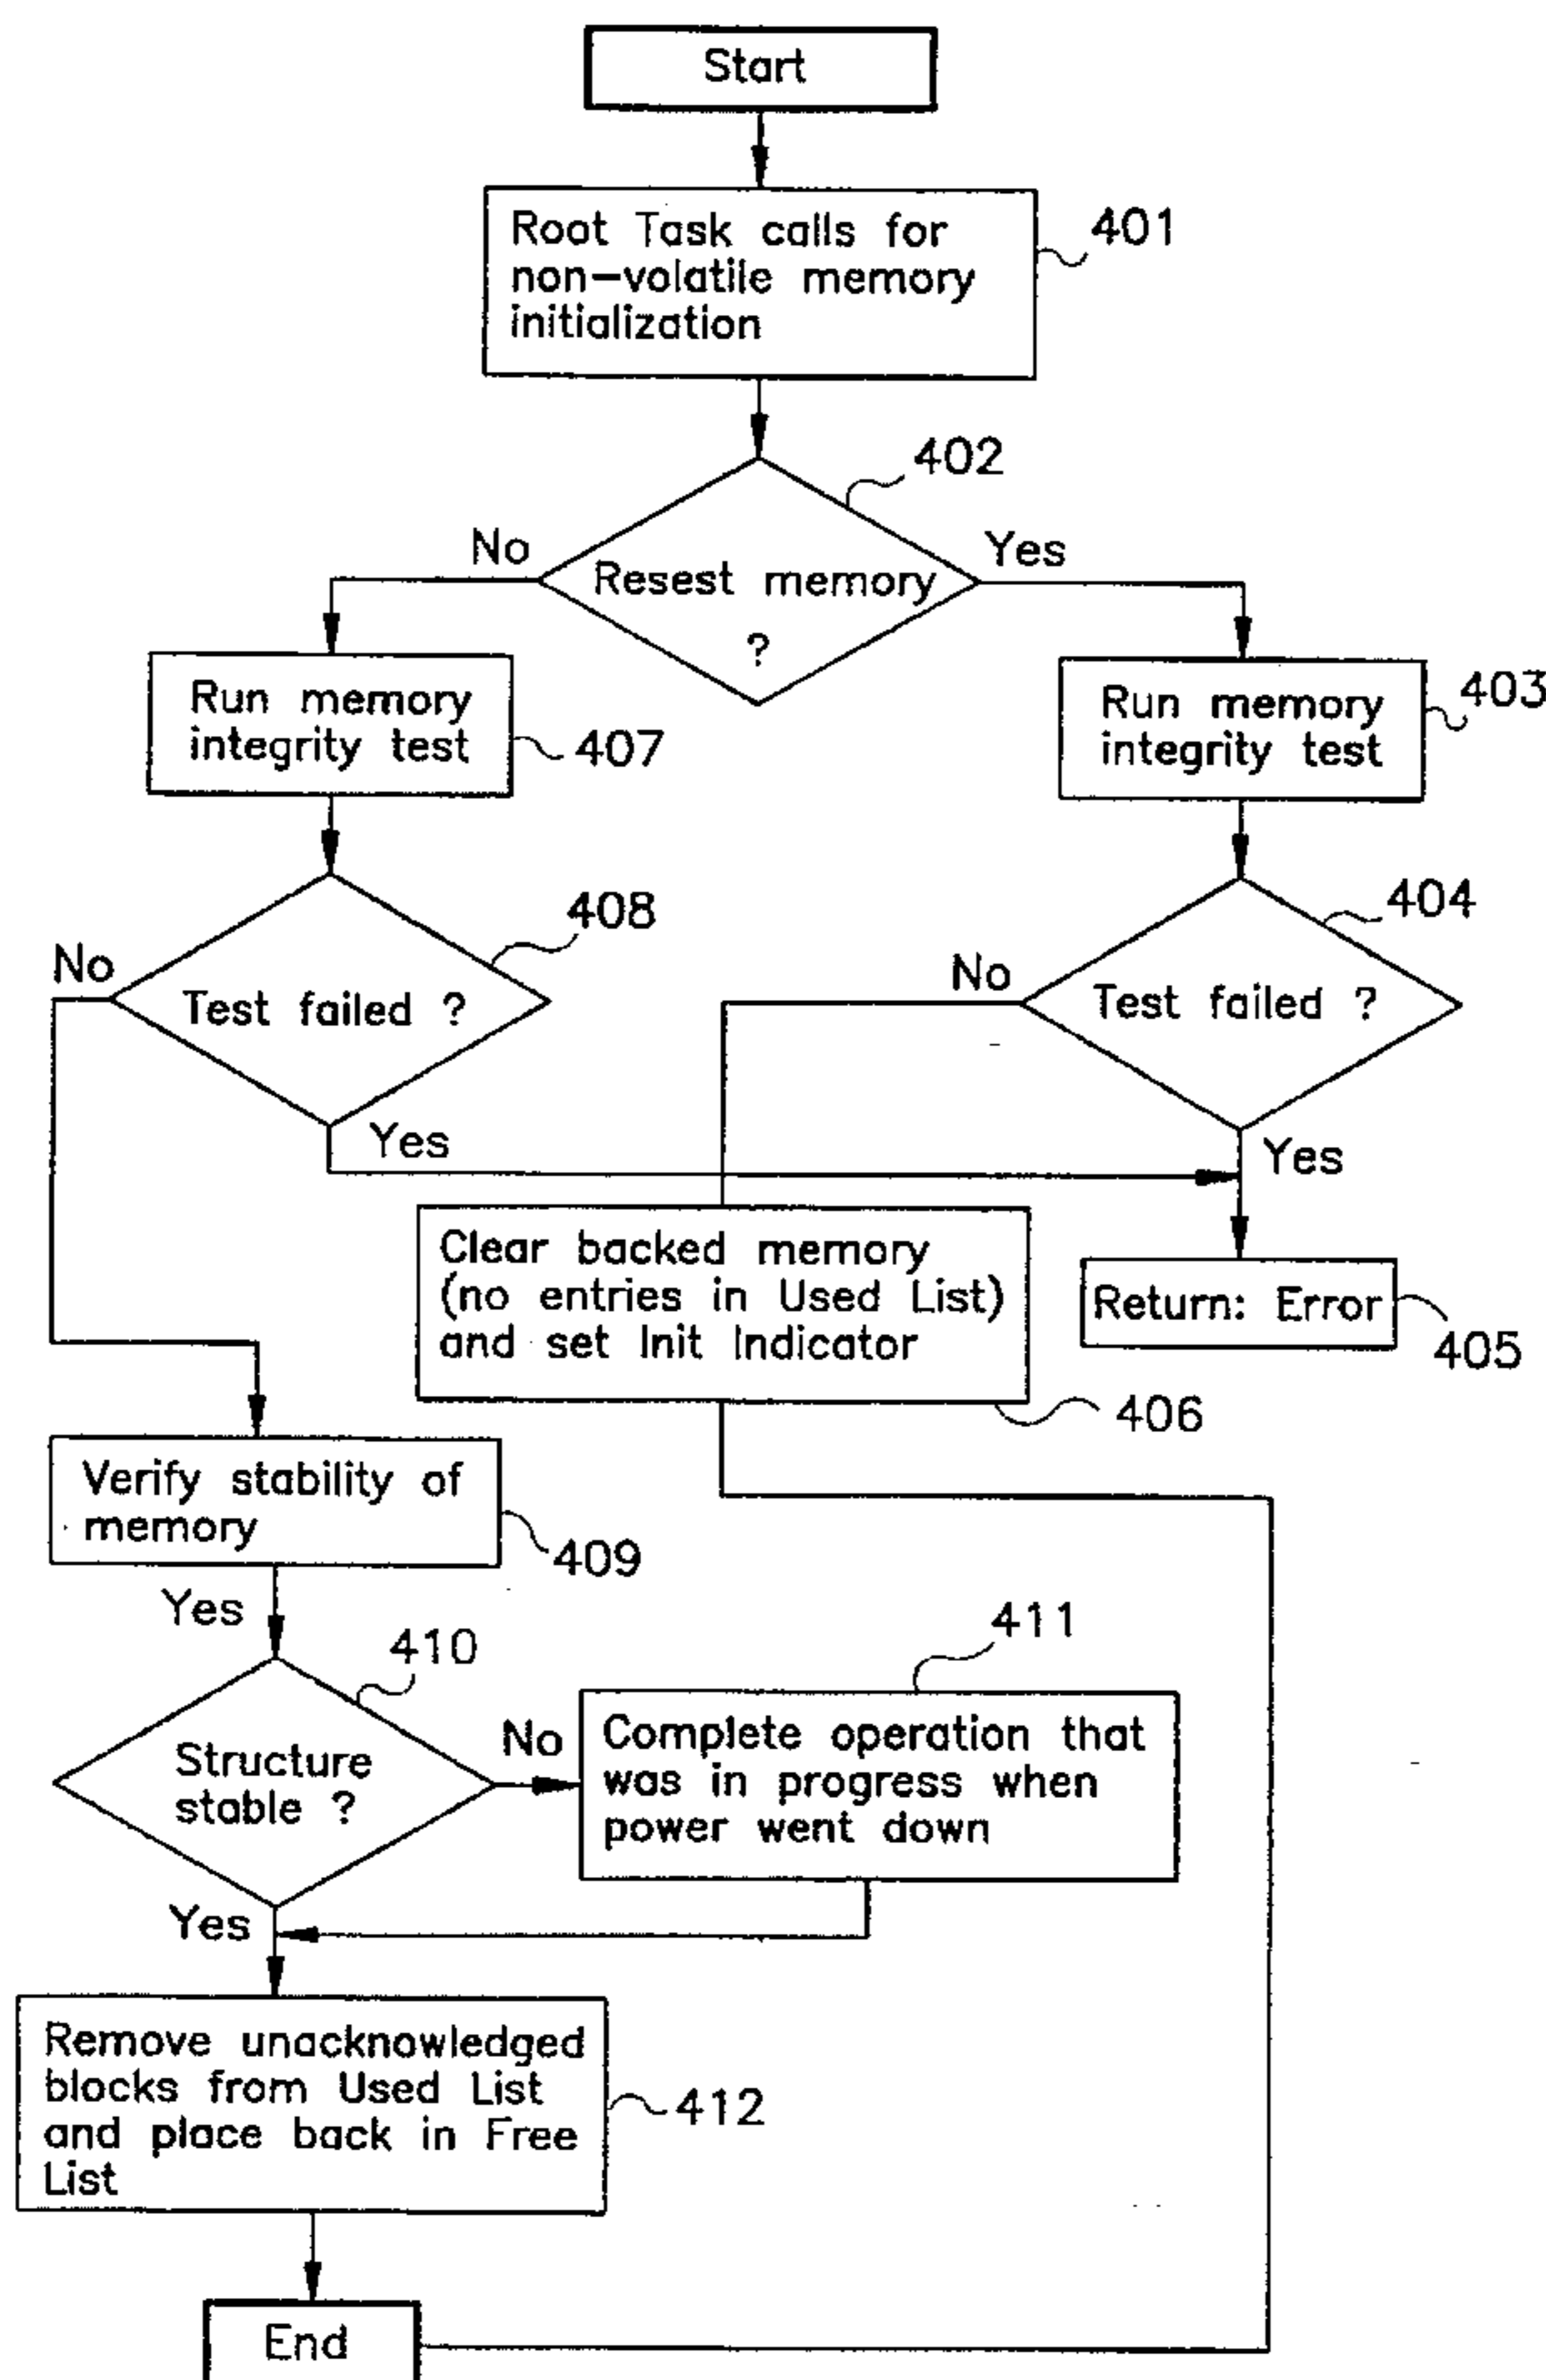 Start
Root Task calls for
non-volatile memory
initialization
401
402
No
Yes
Resest memory
?
Run memory
integrity test
407
Run memory
integrity test
403
408
No
Test failed ?
Yes
404
No
Test failed ?
Yes
Clear backed memory
(no entries in Used List)
and set Init Indicator
406
Return: Error
405
Verify stability of
memory
409
Yes
410
Structure
stable ?
No
411
Complete operation that
was in progress when
power went down
Yes
Remove unacknowledged
blocks from Used List
and place back in Free
List
412
End